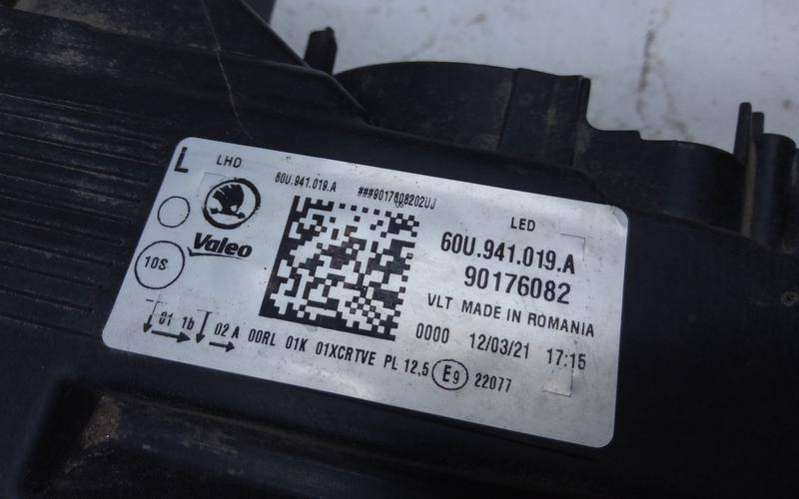 L LHD
60U.941.019.A ###9017608202UJ
LED
Valeo
60U.941.019.A
90176082
10S
VLT MADE IN ROMANIA
0000 12/03/21 17:15
01 1b 02 A 00RL 01K 01XCRTVE PL 12,5 E9 22077